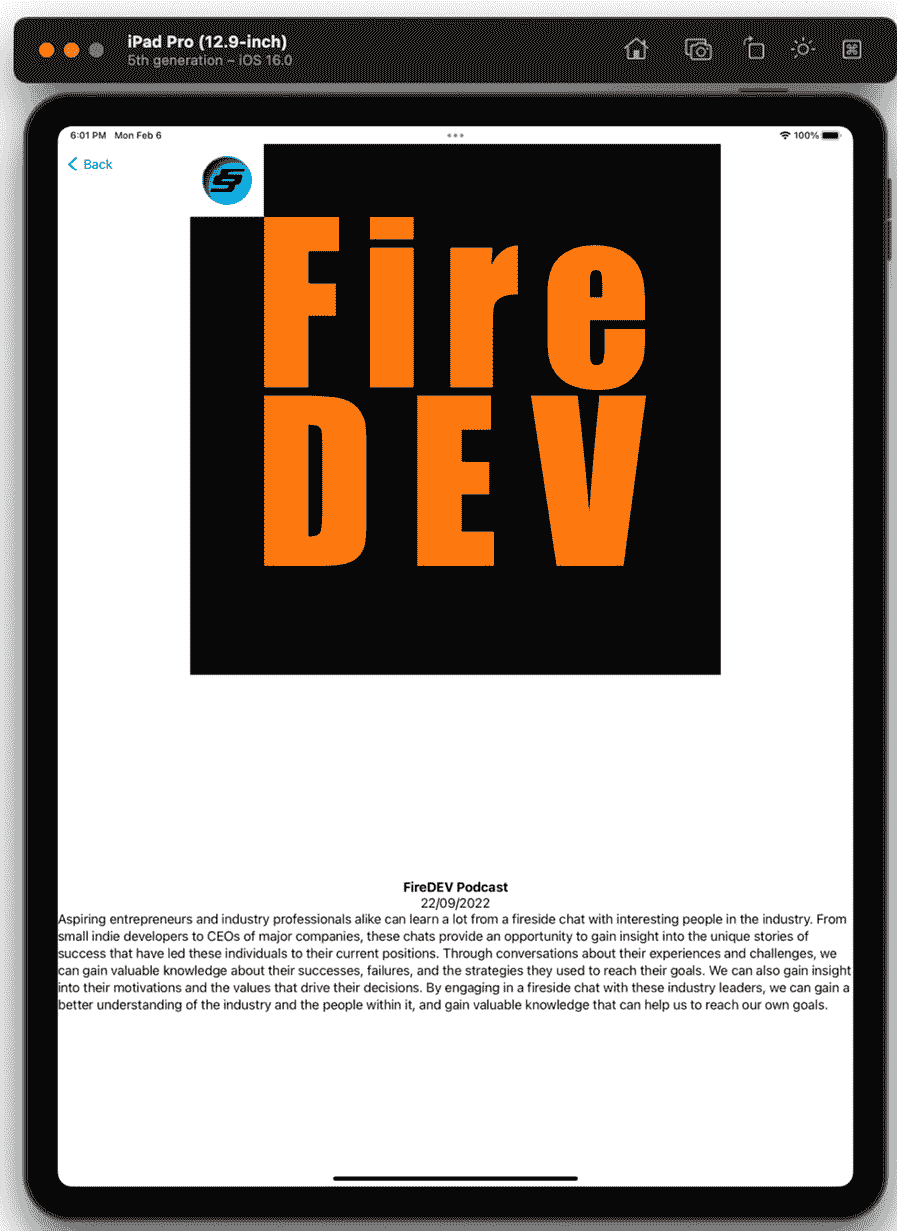 iPad Pro (12.9-inch)
5th generation – iOS 16.0
6:01 PM Mon Feb 6
100%
Back
Fire
DEV
FireDEV Podcast
22/09/2022
Aspiring entrepreneurs and industry professionals alike can learn a lot from a fireside chat with interesting people in the industry. From
small indie developers to CEOs of major companies, these chats provide an opportunity to gain insight into the unique stories of
success that have led these individuals to their current positions. Through conversations about their experiences and challenges, we
can gain valuable knowledge about their successes, failures, and the strategies they used to reach their goals. We can also gain insight
into their motivations and the values that drive their decisions. By engaging in a fireside chat with these industry leaders, we can gain a
better understanding of the industry and the people within it, and gain valuable knowledge that can help us to reach our own goals.